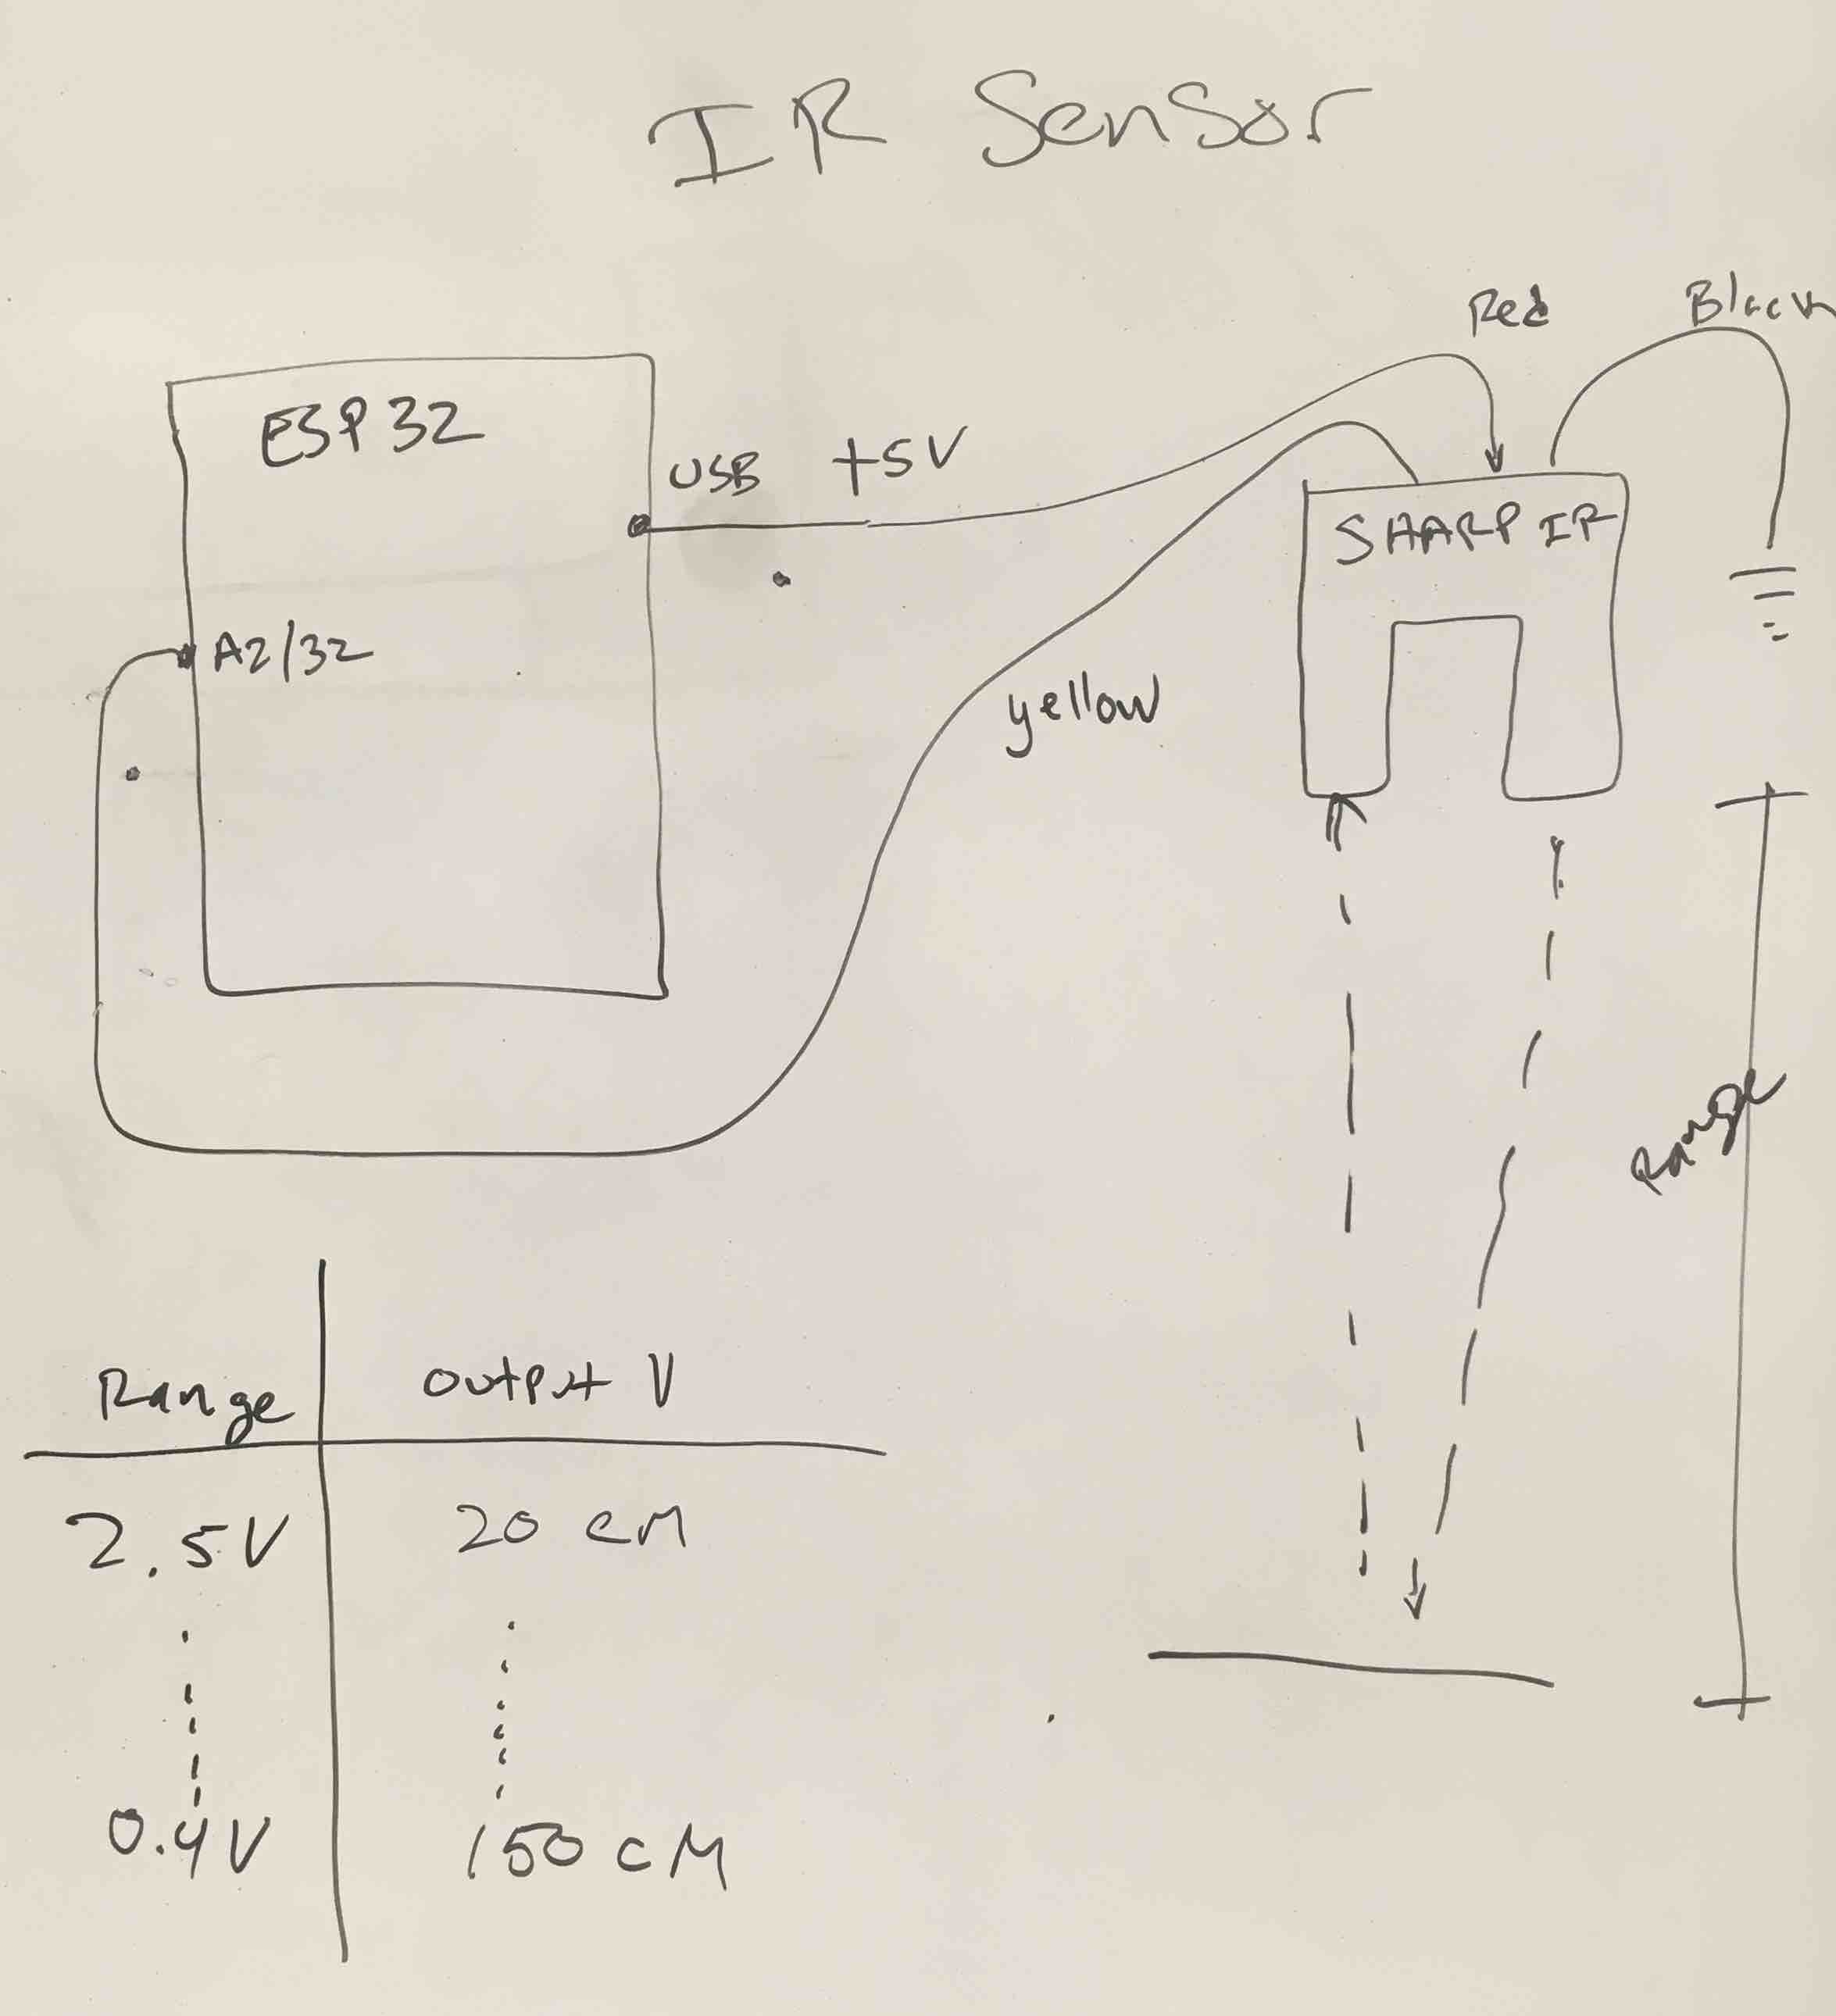 IR Sensor
Red
Black
ESP32
USB +5V
SHARP IR
A2/32
yellow
Range
Range | Output V
2.5V | 20 cM
0.4V | 150 cM